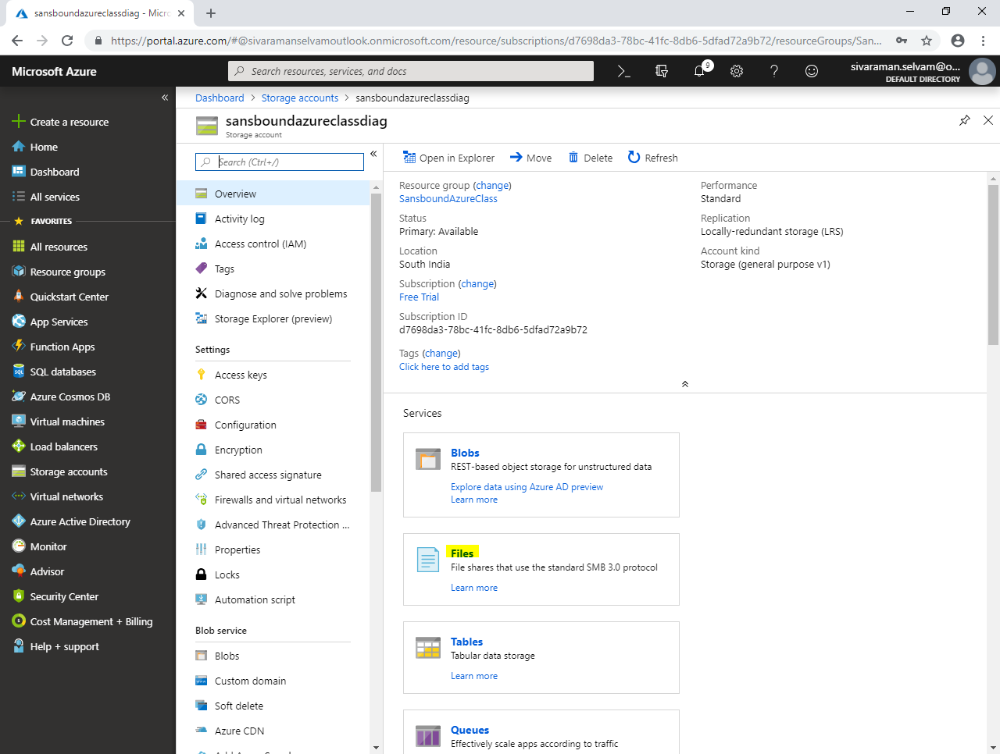 sansboundazureclassdiag - Micro
https://portal.azure.com/#@sivaramanselvamoutlook.onmicrosoft.com/resource/subscriptions/d7698da3-78bc-41fc-8db6-5dfad72a9b72/resourceGroups/San...
Microsoft Azure
Search resources, services, and docs
9
sivaraman.selvam@o...
DEFAULT DIRECTORY
Create a resource
Home
Dashboard
All services
FAVORITES
All resources
Resource groups
Quickstart Center
App Services
Function Apps
SQL databases
Azure Cosmos DB
Virtual machines
Load balancers
Storage accounts
Virtual networks
Azure Active Directory
Monitor
Advisor
Security Center
Cost Management + Billing
Help + support
Dashboard > Storage accounts > sansboundazureclassdiag
sansboundazureclassdiag
Storage account
Search (Ctrl+/)
Overview
Activity log
Access control (IAM)
Tags
Diagnose and solve problems
Storage Explorer (preview)
Settings
Access keys
CORS
Configuration
Encryption
Shared access signature
Firewalls and virtual networks
Advanced Threat Protection ...
Properties
Locks
Automation script
Blob service
Blobs
Custom domain
Soft delete
Azure CDN
Open in Explorer
Move
Delete
Refresh
Resource group (change)
SansboundAzureClass
Status
Primary: Available
Location
South India
Subscription (change)
Free Trial
Subscription ID
d7698da3-78bc-41fc-8db6-5dfad72a9b72
Tags (change)
Click here to add tags
Performance
Standard
Replication
Locally-redundant storage (LRS)
Account kind
Storage (general purpose v1)
Services
Blobs
REST-based object storage for unstructured data
Explore data using Azure AD preview
Learn more
Files
File shares that use the standard SMB 3.0 protocol
Learn more
Tables
Tabular data storage
Learn more
Queues
Effectively scale apps according to traffic